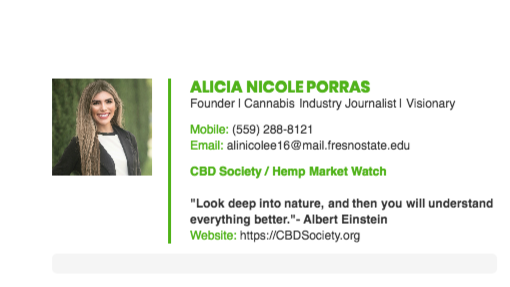 ALICIA NICOLE PORRAS
Founder | Cannabis Industry Journalist | Visionary
Mobile: (559) 288-8121
Email: alinicolee16@mail.fresnostate.edu
CBD Society / Hemp Market Watch
"Look deep into nature, and then you will understand
everything better."- Albert Einstein
Website: https://CBDSociety.org